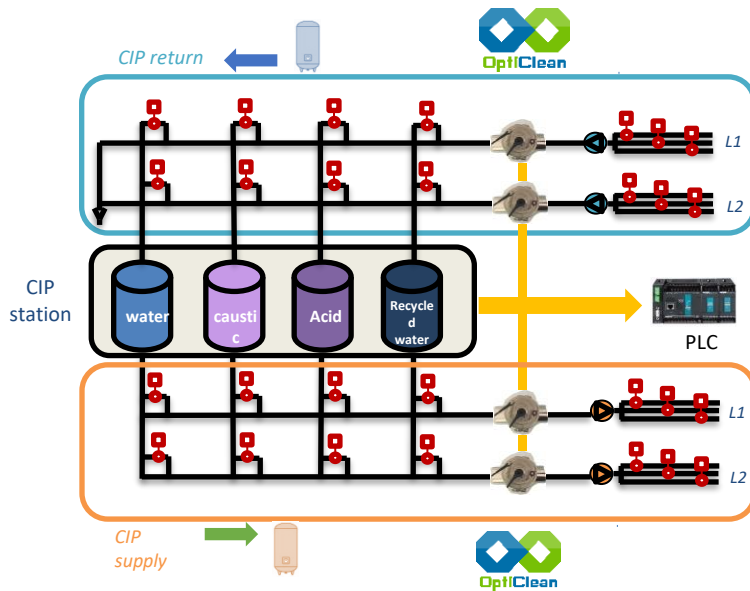 CIP return
OptiClean
L1
L2
CIP
station
water
causti
c
Acid
Recycle
d
water
PLC
L1
L2
CIP
supply
OptiClean